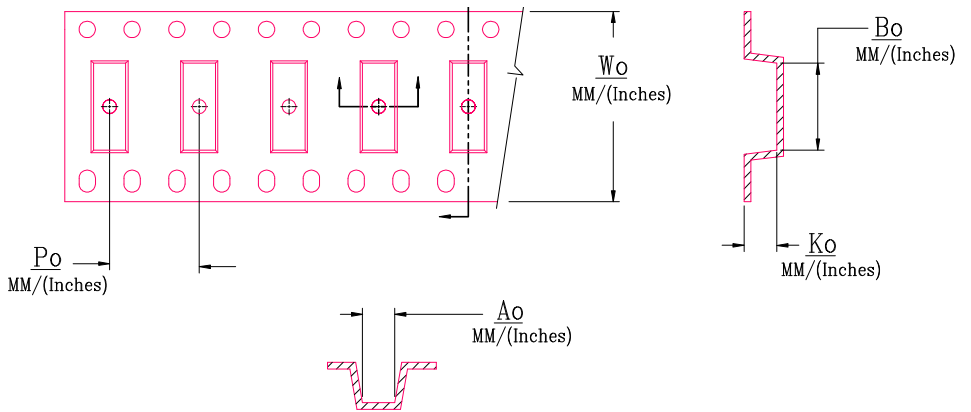 Bo
MM/(Inches)
Wo
MM/(Inches)
Po
MM/(Inches)
Ko
MM/(Inches)
Ao
MM/(Inches)